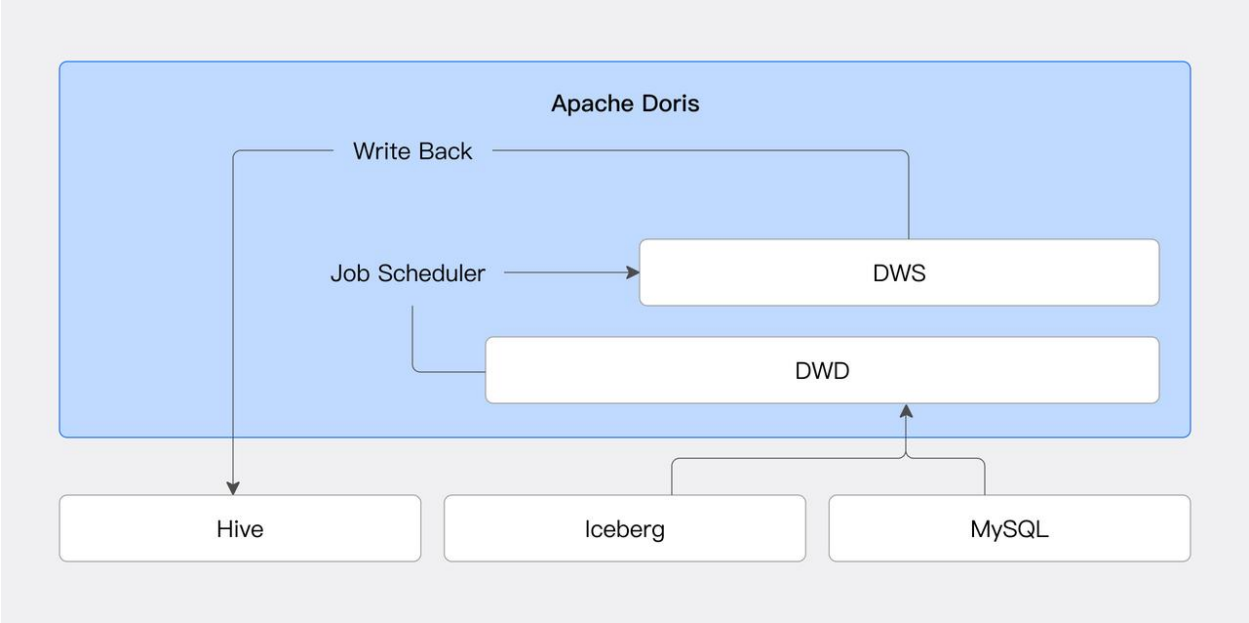 Apache Doris
Write Back
Job Scheduler
DWS
DWD
Hive
Iceberg
MySQL